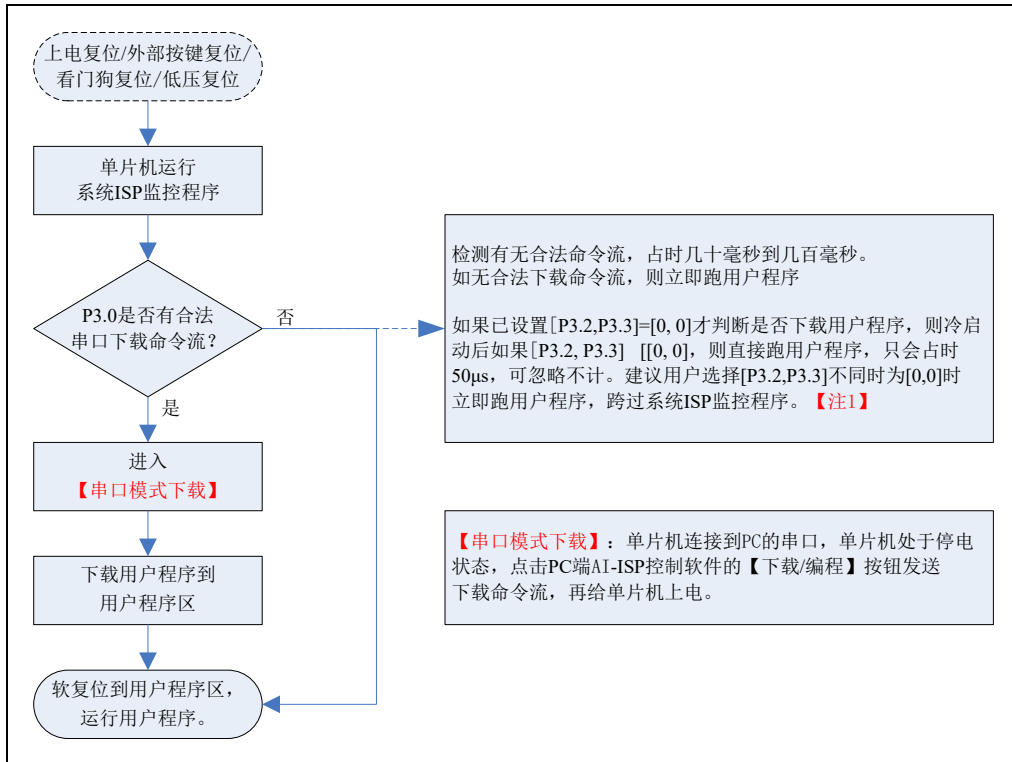 上电复位/外部按键复位/
看门狗复位/低压复位
单片机运行
系统ISP监控程序
P3.0是否有合法
串口下载命令流？
否
是
进入
【串口模式下载】
下载用户程序到
用户程序区
软复位到用户程序区，
运行用户程序。
检测有无合法命令流，占时几十毫秒到几百毫秒。
如无合法下载命令流，则立即跑用户程序
如果已设置[P3.2,P3.3]=[0, 0]才判断是否下载用户程序，则冷启
动后如果[P3.2, P3.3] [[0, 0]，则直接跑用户程序，只会占时
50μs，可忽略不计。建议用户选择[P3.2,P3.3]不同时为[0,0]时
立即跑用户程序，跨过系统ISP监控程序。【注1】
【串口模式下载】：单片机连接到PC的串口，单片机处于停电
状态，点击PC端AI-ISP控制软件的【下载/编程】按钮发送
下载命令流，再给单片机上电。